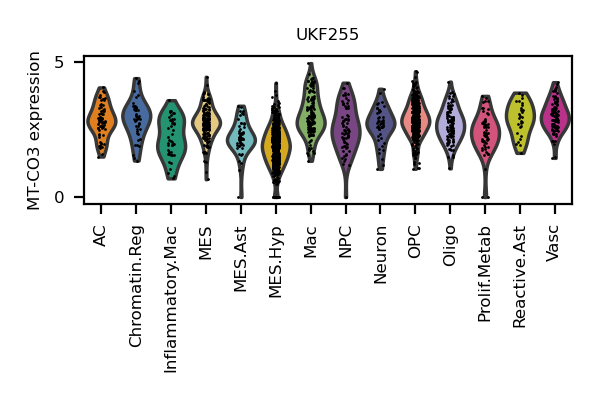 UKF255
MT-CO3 expression
5
0
AC
Chromatin.Reg
Inflammatory.Mac
MES
MES.Ast
MES.Hyp
Mac
NPC
Neuron
OPC
Oligo
Prolif.Metab
Reactive.Ast
Vasc